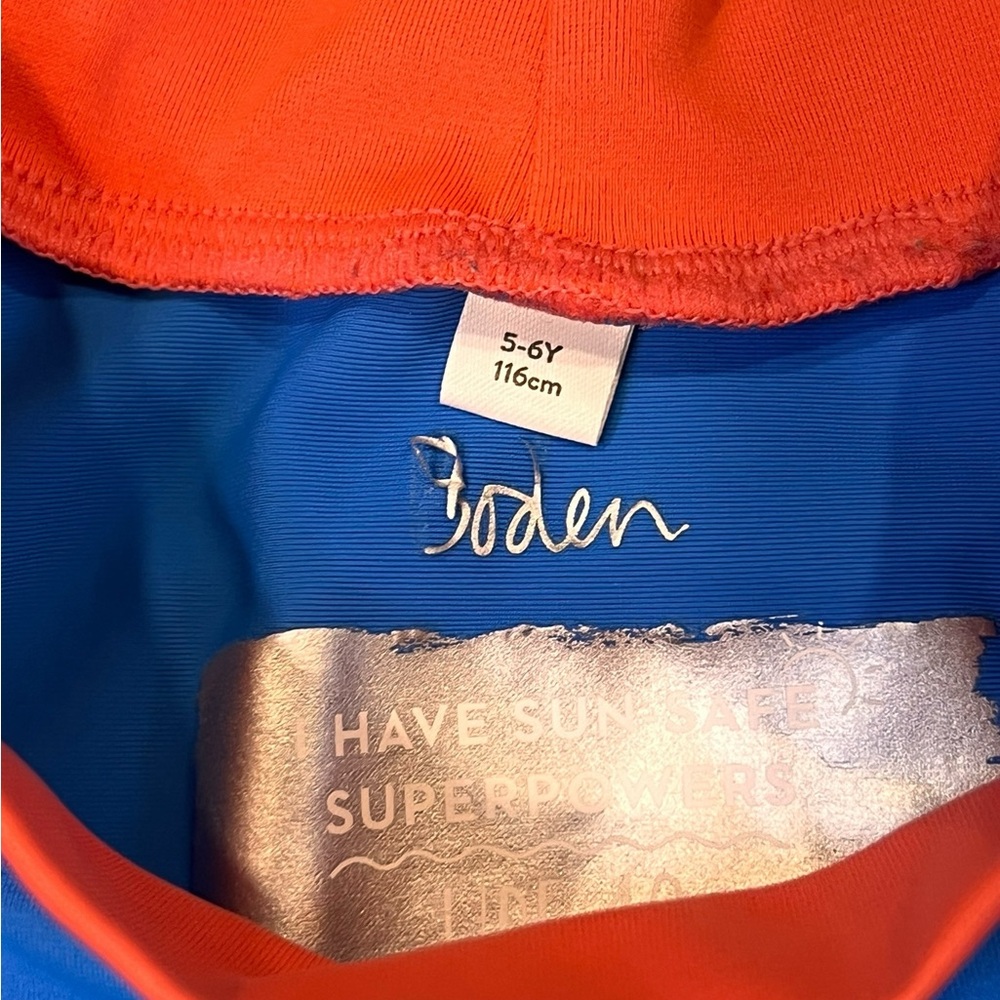 5-6Y
116cm
Boden
I HAVE SUN-SAFE
SUPERPOWERS